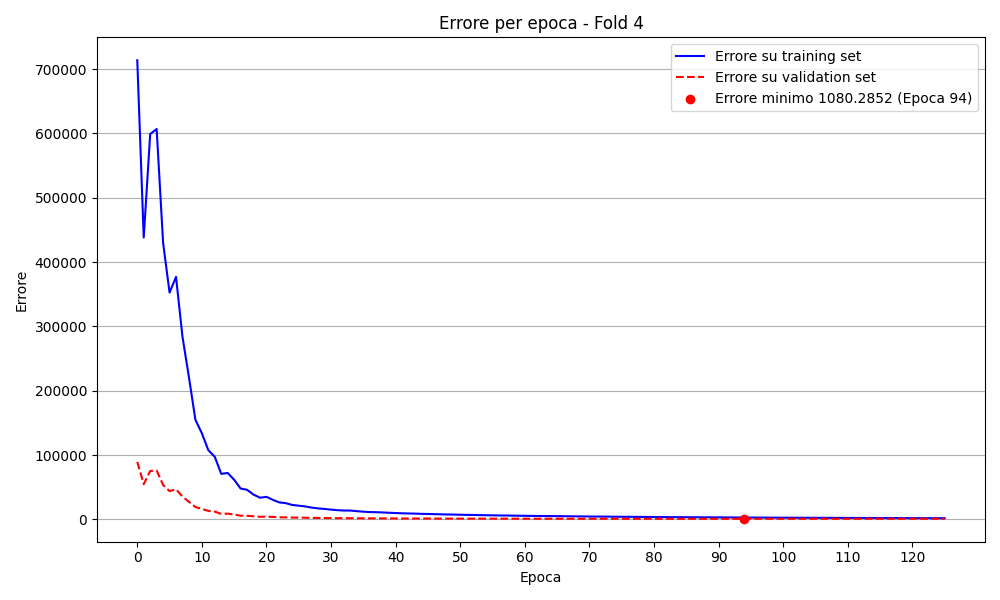 Errore per epoca - Fold 4
Errore su training set
Errore su validation set
Errore minimo 1080.2852 (Epoca 94)
Errore
700000
600000
500000
400000
300000
200000
100000
0
0 10 20 30 40 50 60 70 80 90 100 110 120
Epoca